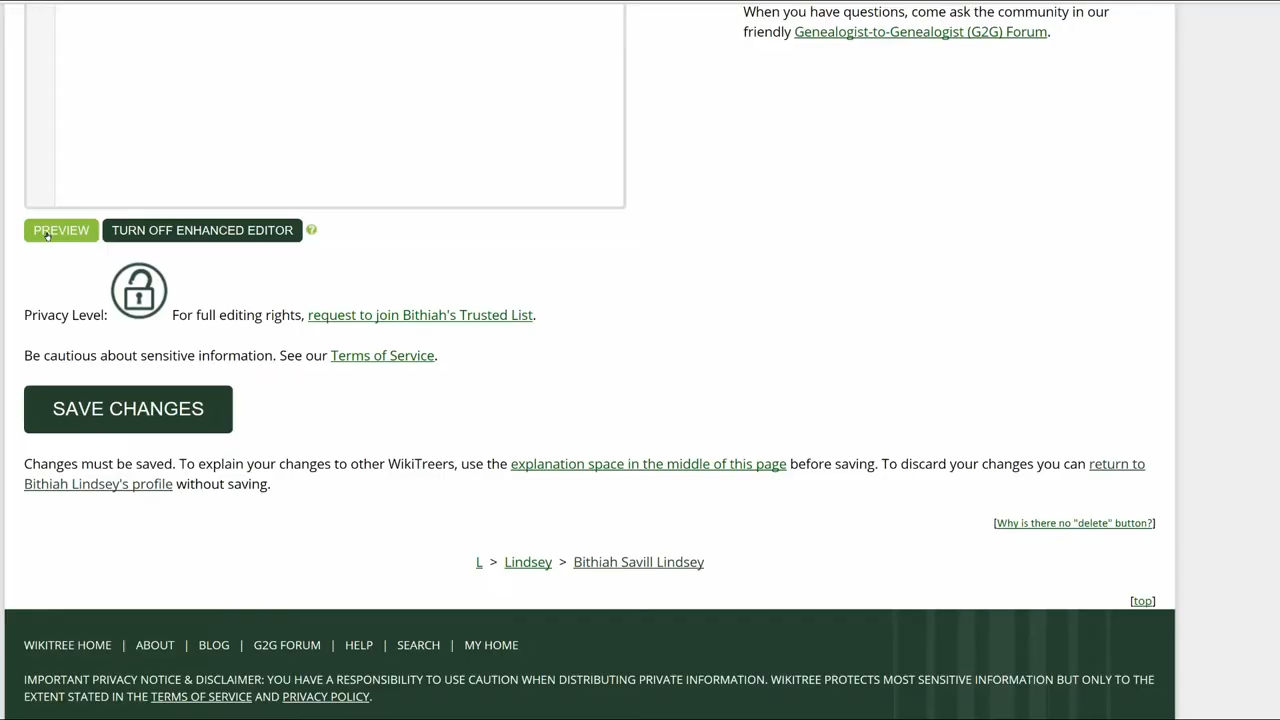 When you have questions, come ask the community in our
friendly Genealogist-to-Genealogist (G2G) Forum.
PREVIEW TURN OFF ENHANCED EDITOR ?
Privacy Level: For full editing rights, request to join Bithiah's Trusted List.
Be cautious about sensitive information. See our Terms of Service.
SAVE CHANGES
Changes must be saved. To explain your changes to other WikiTreers, use the explanation space in the middle of this page before saving. To discard your changes you can return to
Bithiah Lindsey's profile without saving.
[Why is there no "delete" button?]
L > Lindsey > Bithiah Savill Lindsey
[top]
WIKITREE HOME | ABOUT | BLOG | G2G FORUM | HELP | SEARCH | MY HOME
IMPORTANT PRIVACY NOTICE & DISCLAIMER: YOU HAVE A RESPONSIBILITY TO USE CAUTION WHEN DISTRIBUTING PRIVATE INFORMATION. WIKITREE PROTECTS MOST SENSITIVE INFORMATION BUT ONLY TO THE
EXTENT STATED IN THE TERMS OF SERVICE AND PRIVACY POLICY.